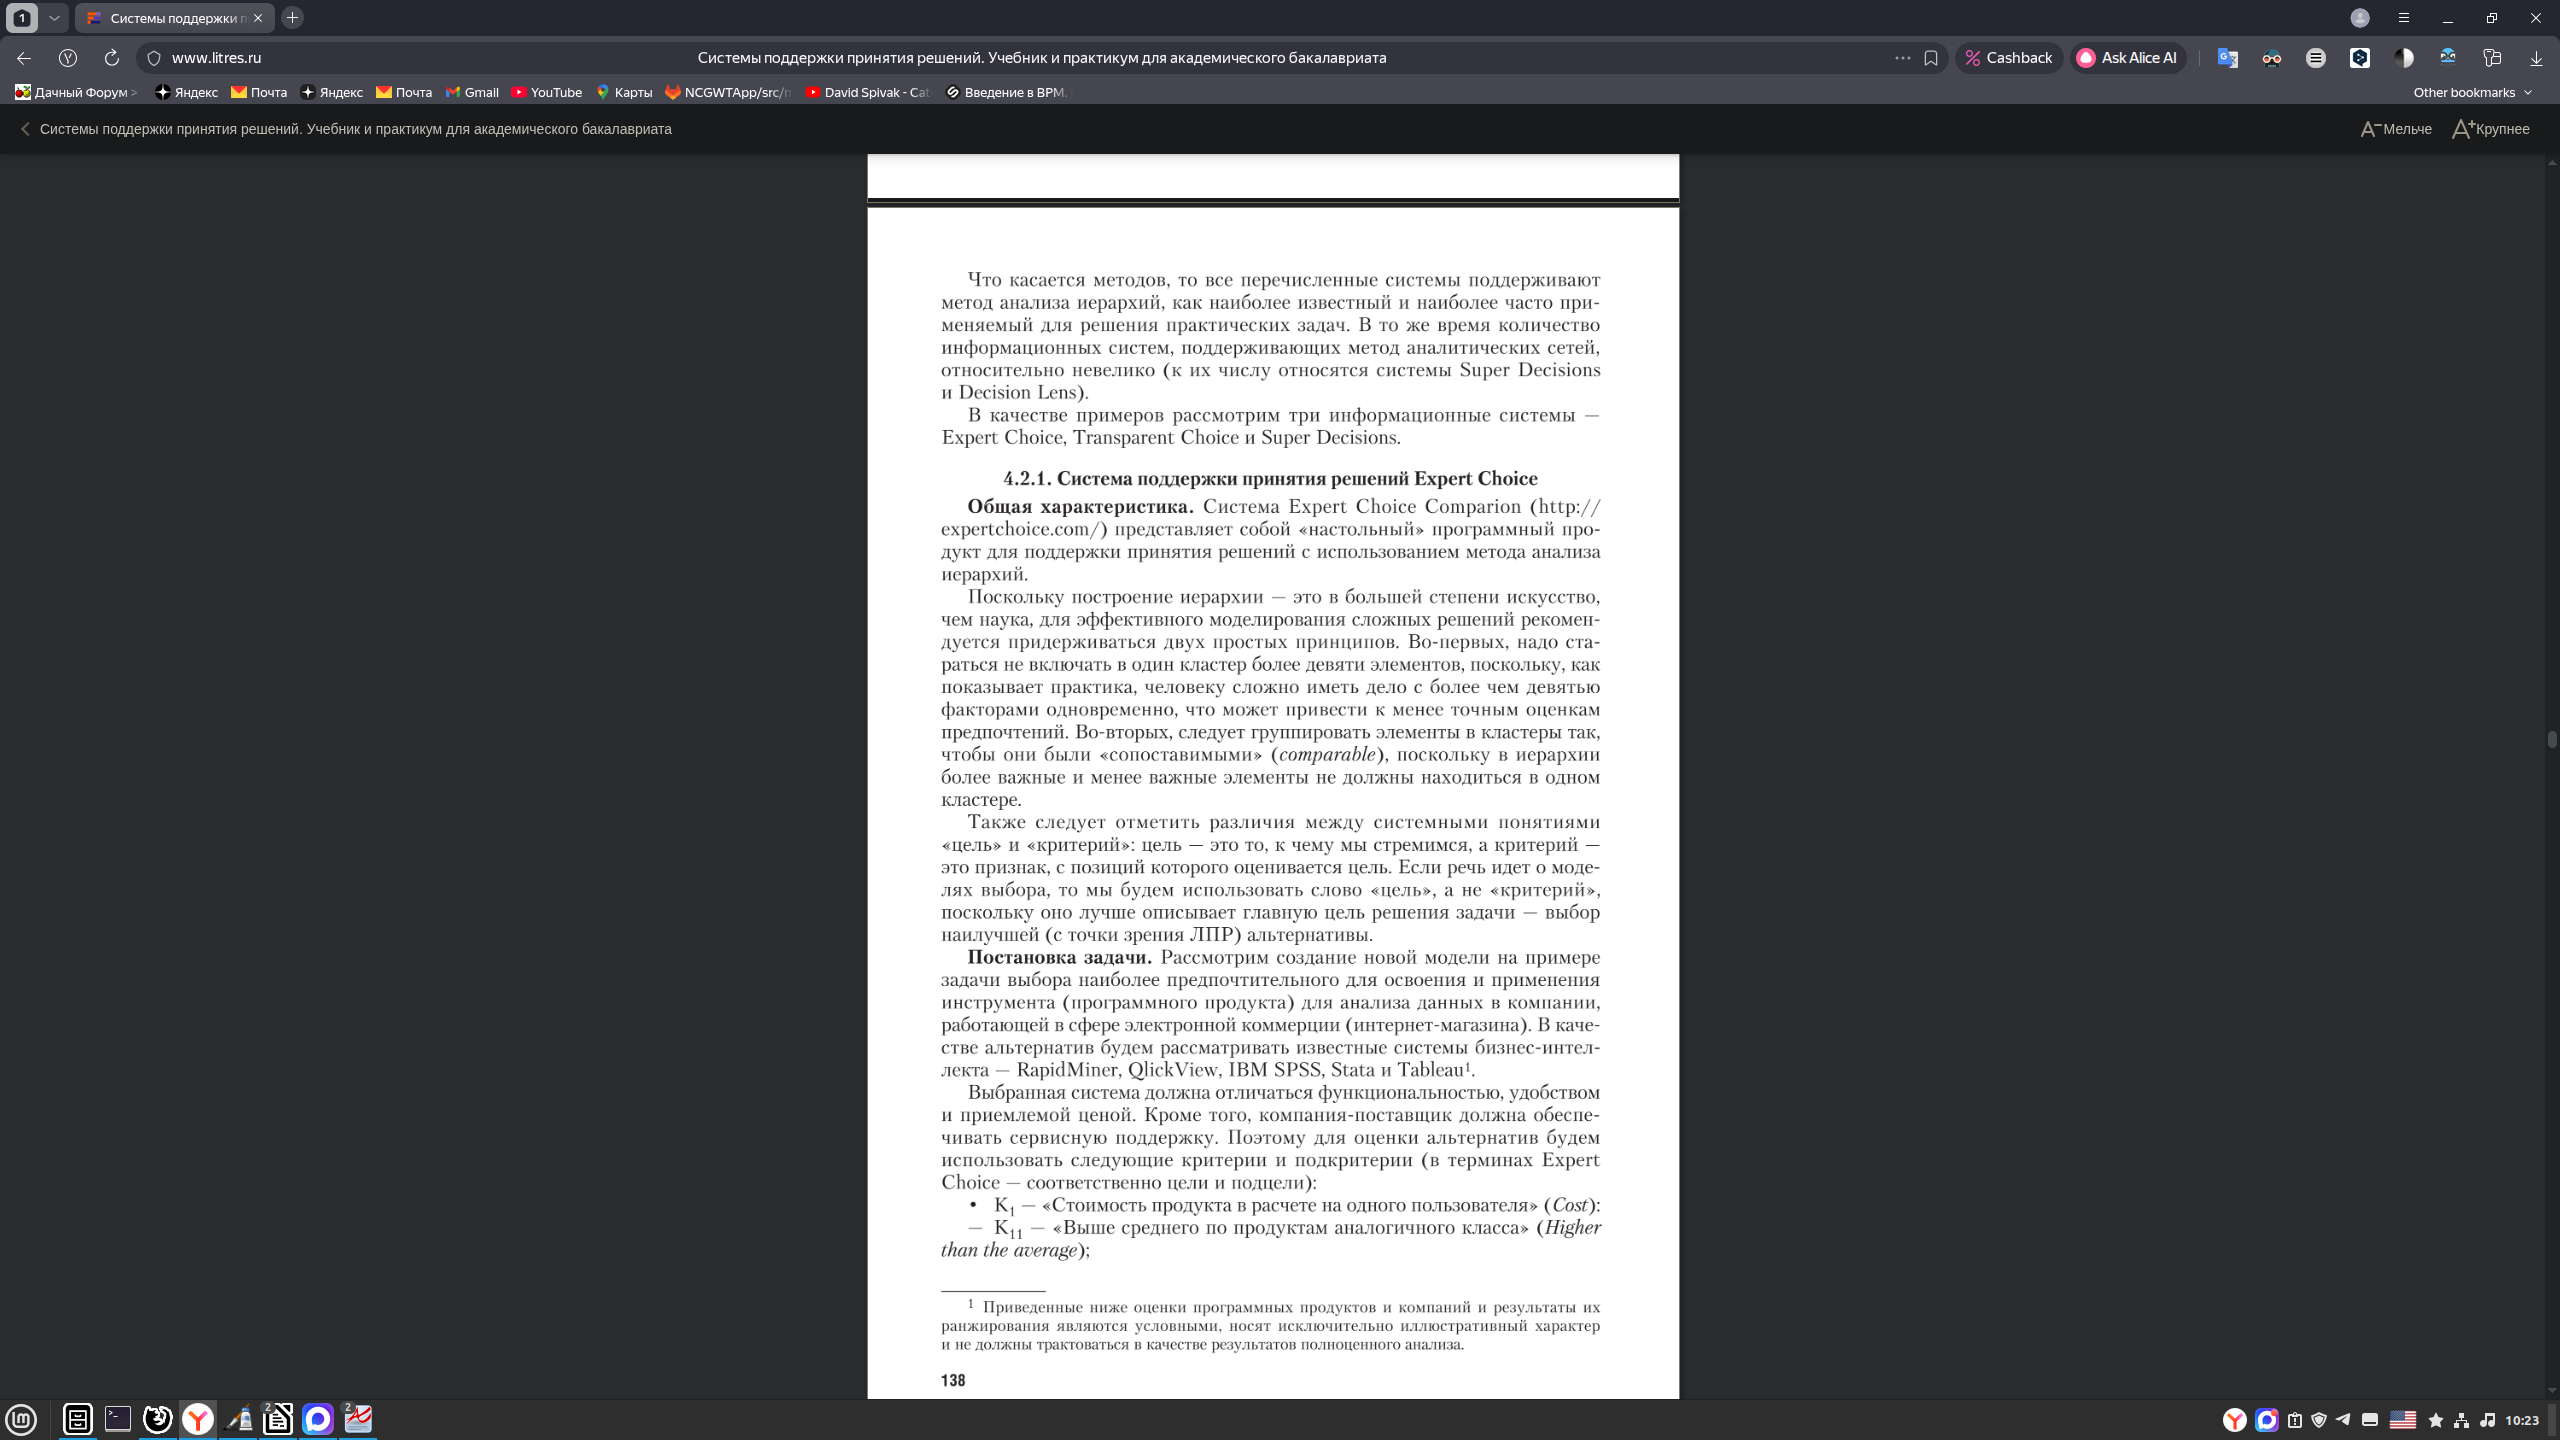 1
Системы поддержки п
www.litres.ru
Системы поддержки принятия решений. Учебник и практикум для академического бакалавриата
Cashback
Ask Alice AI
Дачный Форум >
Яндекс
Почта
Яндекс
Почта
Gmail
YouTube
Карты
NCGWTApp/src/
David Spivak - Cat
Введение в BPM.
Other bookmarks
Системы поддержки принятия решений. Учебник и практикум для академического бакалавриата
A−Мельче
A+Крупнее
Что касается методов, то все перечисленные системы поддерживают
метод анализа иерархий, как наиболее известный и наиболее часто при-
меняемый для решения практических задач. В то же время количество
информационных систем, поддерживающих метод аналитических сетей,
относительно невелико (к их числу относятся системы Super Decisions
и Decision Lens).
В качестве примеров рассмотрим три информационные системы —
Expert Choice, Transparent Choice и Super Decisions.
4.2.1. Система поддержки принятия решений Expert Choice
Общая характеристика. Система Expert Choice Comparion (http://
expertchoice.com/) представляет собой «настольный» программный про-
дукт для поддержки принятия решений с использованием метода анализа
иерархий.
Поскольку построение иерархии — это в большей степени искусство,
чем наука, для эффективного моделирования сложных решений рекомен-
дуется придерживаться двух простых принципов. Во-первых, надо ста-
раться не включать в один кластер более девяти элементов, поскольку, как
показывает практика, человеку сложно иметь дело с более чем девятью
факторами одновременно, что может привести к менее точным оценкам
предпочтений. Во-вторых, следует группировать элементы в кластеры так,
чтобы они были «сопоставимыми» (comparable), поскольку в иерархии
более важные и менее важные элементы не должны находиться в одном
кластере.
Также следует отметить различия между системными понятиями
«цель» и «критерий»: цель — это то, к чему мы стремимся, а критерий —
это признак, с позиций которого оценивается цель. Если речь идет о моде-
лях выбора, то мы будем использовать слово «цель», а не «критерий»,
поскольку оно лучше описывает главную цель решения задачи — выбор
наилучшей (с точки зрения ЛПР) альтернативы.
Постановка задачи. Рассмотрим создание новой модели на примере
задачи выбора наиболее предпочтительного для освоения и применения
инструмента (программного продукта) для анализа данных в компании,
работающей в сфере электронной коммерции (интернет-магазина). В каче-
стве альтернатив будем рассматривать известные системы бизнес-интел-
лекта — RapidMiner, QlickView, IBM SPSS, Stata и Tableau¹.
Выбранная система должна отличаться функциональностью, удобством
и приемлемой ценой. Кроме того, компания-поставщик должна обеспе-
чивать сервисную поддержку. Поэтому для оценки альтернатив будем
использовать следующие критерии и подкритерии (в терминах Expert
Choice — соответственно цели и подцели):
• K₁ — «Стоимость продукта в расчете на одного пользователя» (Cost):
— K₁₁ — «Выше среднего по продуктам аналогичного класса» (Higher
than the average);
¹ Приведенные ниже оценки программных продуктов и компаний и результаты их
ранжирования являются условными, носят исключительно иллюстративный характер
и не должны трактоваться в качестве результатов полноценного анализа.
138
2
2
10:23